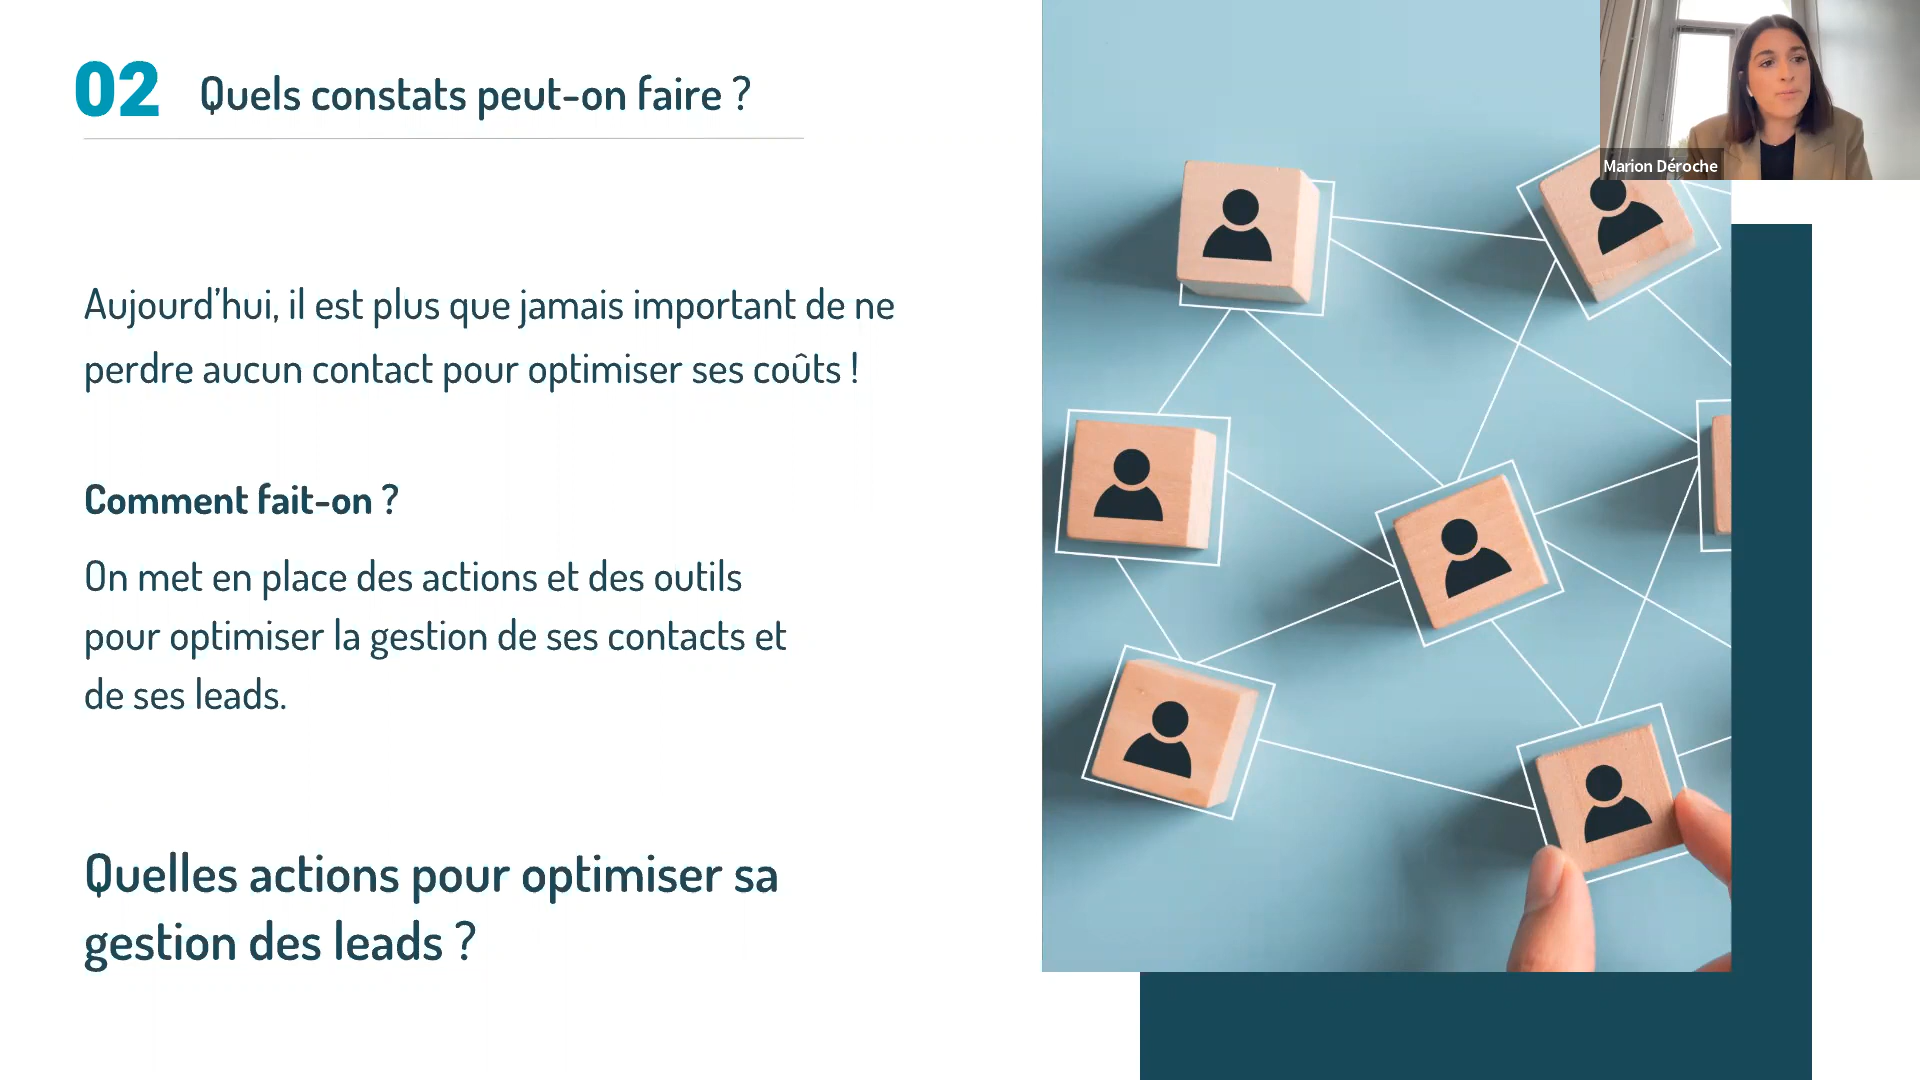 02 Quels constats peut-on faire ?
Marion Déroche
Aujourd’hui, il est plus que jamais important de ne
perdre aucun contact pour optimiser ses coûts !
Comment fait-on ?
On met en place des actions et des outils
pour optimiser la gestion de ses contacts et
de ses leads.
Quelles actions pour optimiser sa
gestion des leads ?